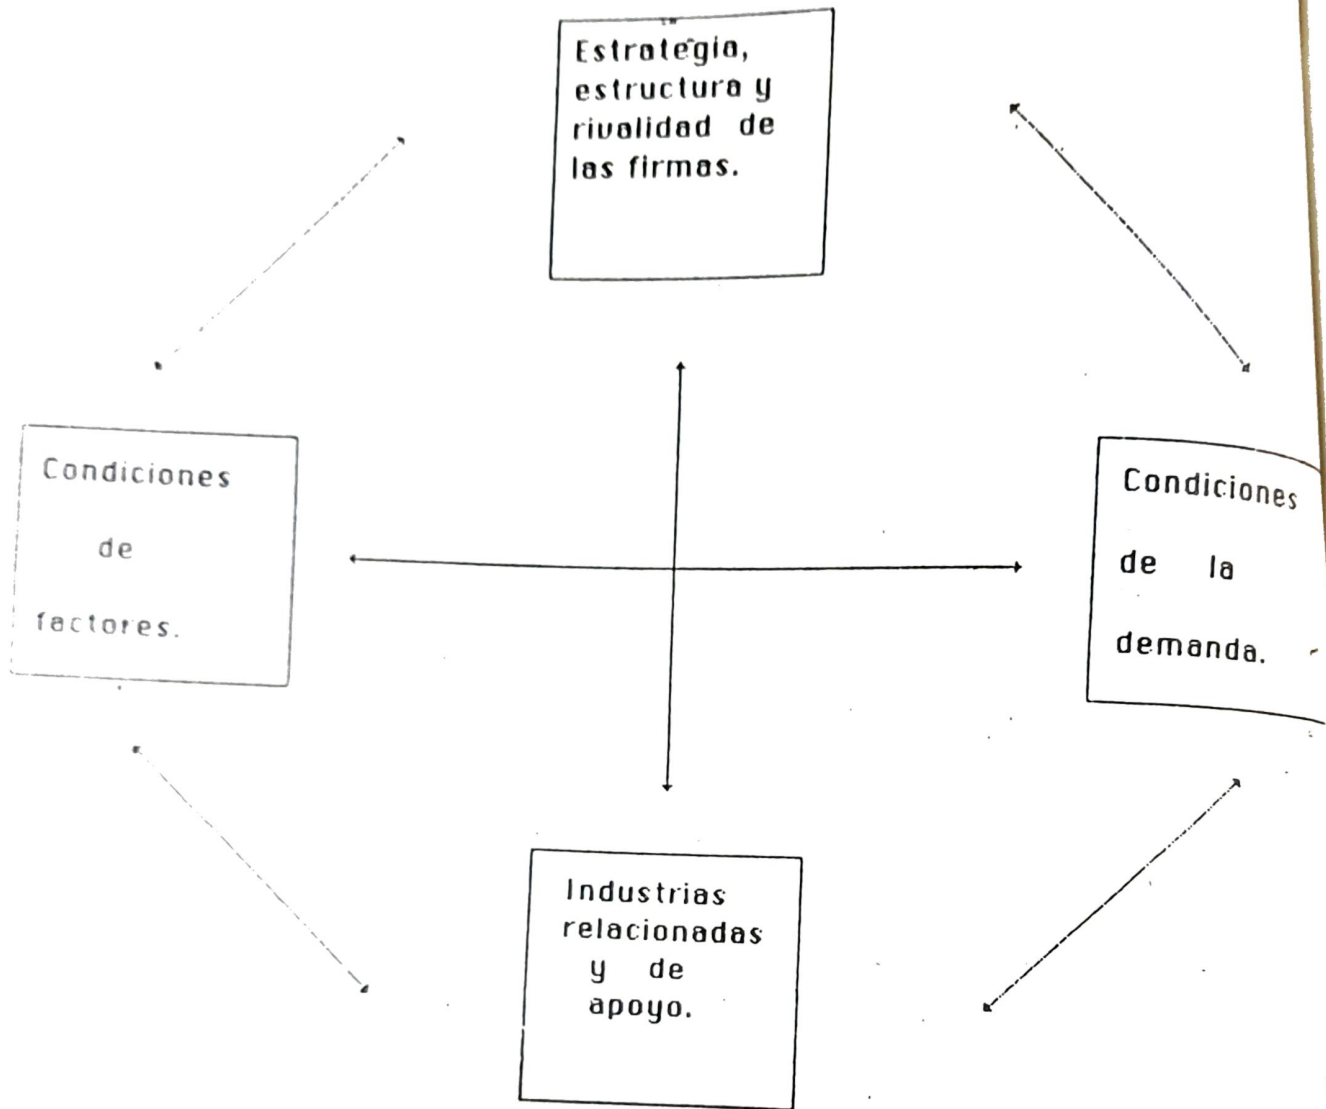 Estrategia,
estructura y
rivalidad de
las firmas.
Condiciones
de
factores.
Condiciones
de la
demanda.
Industrias
relacionadas
y de
apoyo.